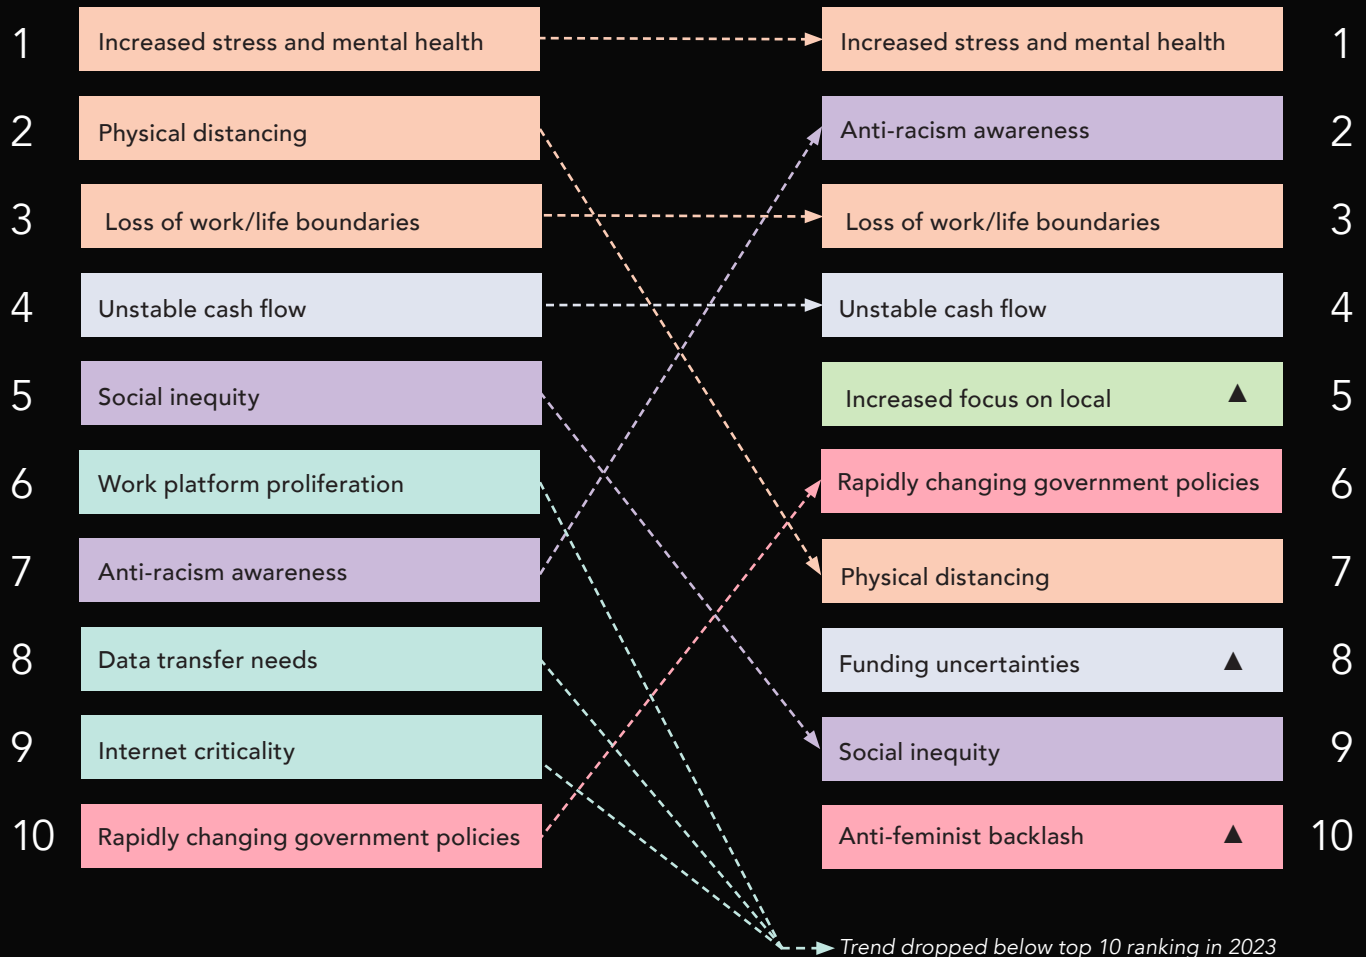 1 Increased stress and mental health Increased stress and mental health 1
2 Physical distancing Anti-racism awareness 2
3 Loss of work/life boundaries Loss of work/life boundaries 3
4 Unstable cash flow Unstable cash flow 4
5 Social inequity Increased focus on local ▲ 5
6 Work platform proliferation Rapidly changing government policies 6
7 Anti-racism awareness Physical distancing 7
8 Data transfer needs Funding uncertainties ▲ 8
9 Internet criticality Social inequity 9
10 Rapidly changing government policies Anti-feminist backlash ▲ 10
Trend dropped below top 10 ranking in 2023